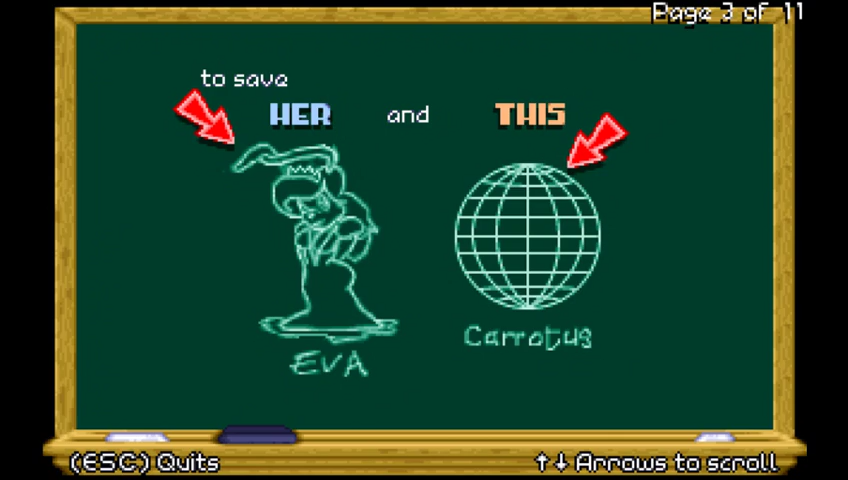 Page 3 of 11
to save
HER and THIS
EVA
Carrotus
(ESC) Quits
↑↓ Arrows to scroll